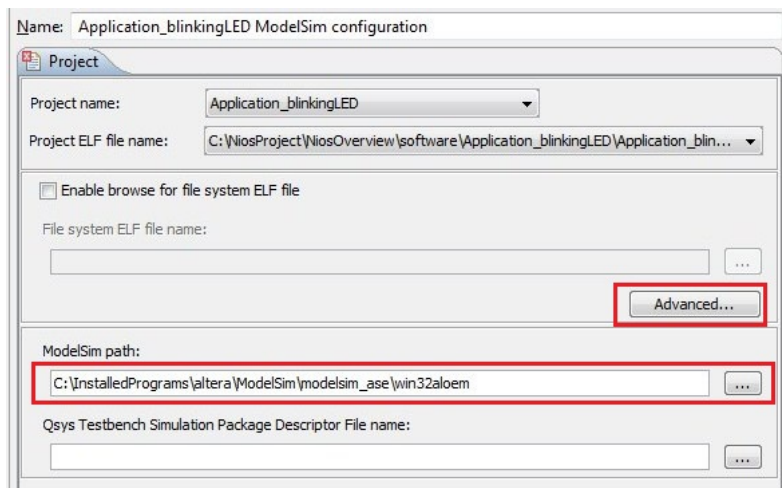 Name: Application_blinkingLED ModelSim configuration
Project
Project name: Application_blinkingLED
Project ELF file name: C:\NiosProject\NiosOverview\software\Application_blinkingLED\Application_blin...
Enable browse for file system ELF file
File system ELF file name:
...
Advanced...
ModelSim path:
C:\InstalledPrograms\altera\ModelSim\modelsim_ase\win32aloem ...
Qsys Testbench Simulation Package Descriptor File name:
...